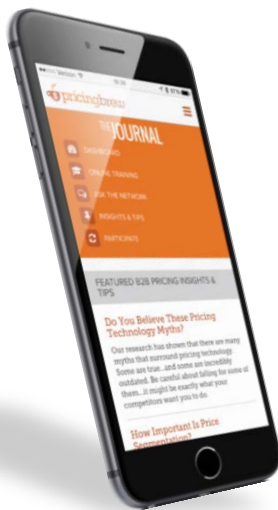 Verizon
pricingbrew
THE JOURNAL
DASHBOARD
ONLINE TRAINING
ASK THE NETWORK
INSIGHTS & TIPS
PARTICIPATE
FEATURED B2B PRICING INSIGHTS &
TIPS
Do You Believe These Pricing
Technology Myths?
Our research has shown that there are many
myths that surround pricing technology.
Some are true...and some are incredibly
outdated. Be careful about falling for some of
them...it might be exactly what your
competitors want you to do.
How Important Is Price
Segmentation?